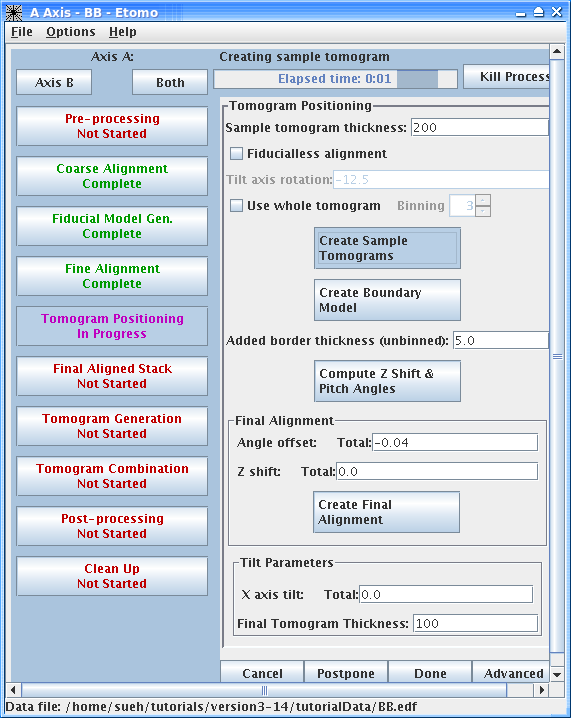 A Axis - BB - Etomo
File Options Help
Axis A:
Creating sample tomogram
Axis B
Both
Elapsed time: 0:01
Kill Process
Pre-processing
Not Started
Coarse Alignment
Complete
Fiducial Model Gen.
Complete
Fine Alignment
Complete
Tomogram Positioning
In Progress
Final Aligned Stack
Not Started
Tomogram Generation
Not Started
Tomogram Combination
Not Started
Post-processing
Not Started
Clean Up
Not Started
Tomogram Positioning
Sample tomogram thickness: 200
Fiducialless alignment
Tilt axis rotation: -12.5
Use whole tomogram Binning 3
Create Sample
Tomograms
Create Boundary
Model
Added border thickness (unbinned): 5.0
Compute Z Shift &
Pitch Angles
Final Alignment
Angle offset: Total: -0.04
Z shift: Total: 0.0
Create Final
Alignment
Tilt Parameters
X axis tilt: Total: 0.0
Final Tomogram Thickness: 100
Cancel
Postpone
Done
Advanced
Data file: /home/sueh/tutorials/version3-14/tutorialData/BB.edf